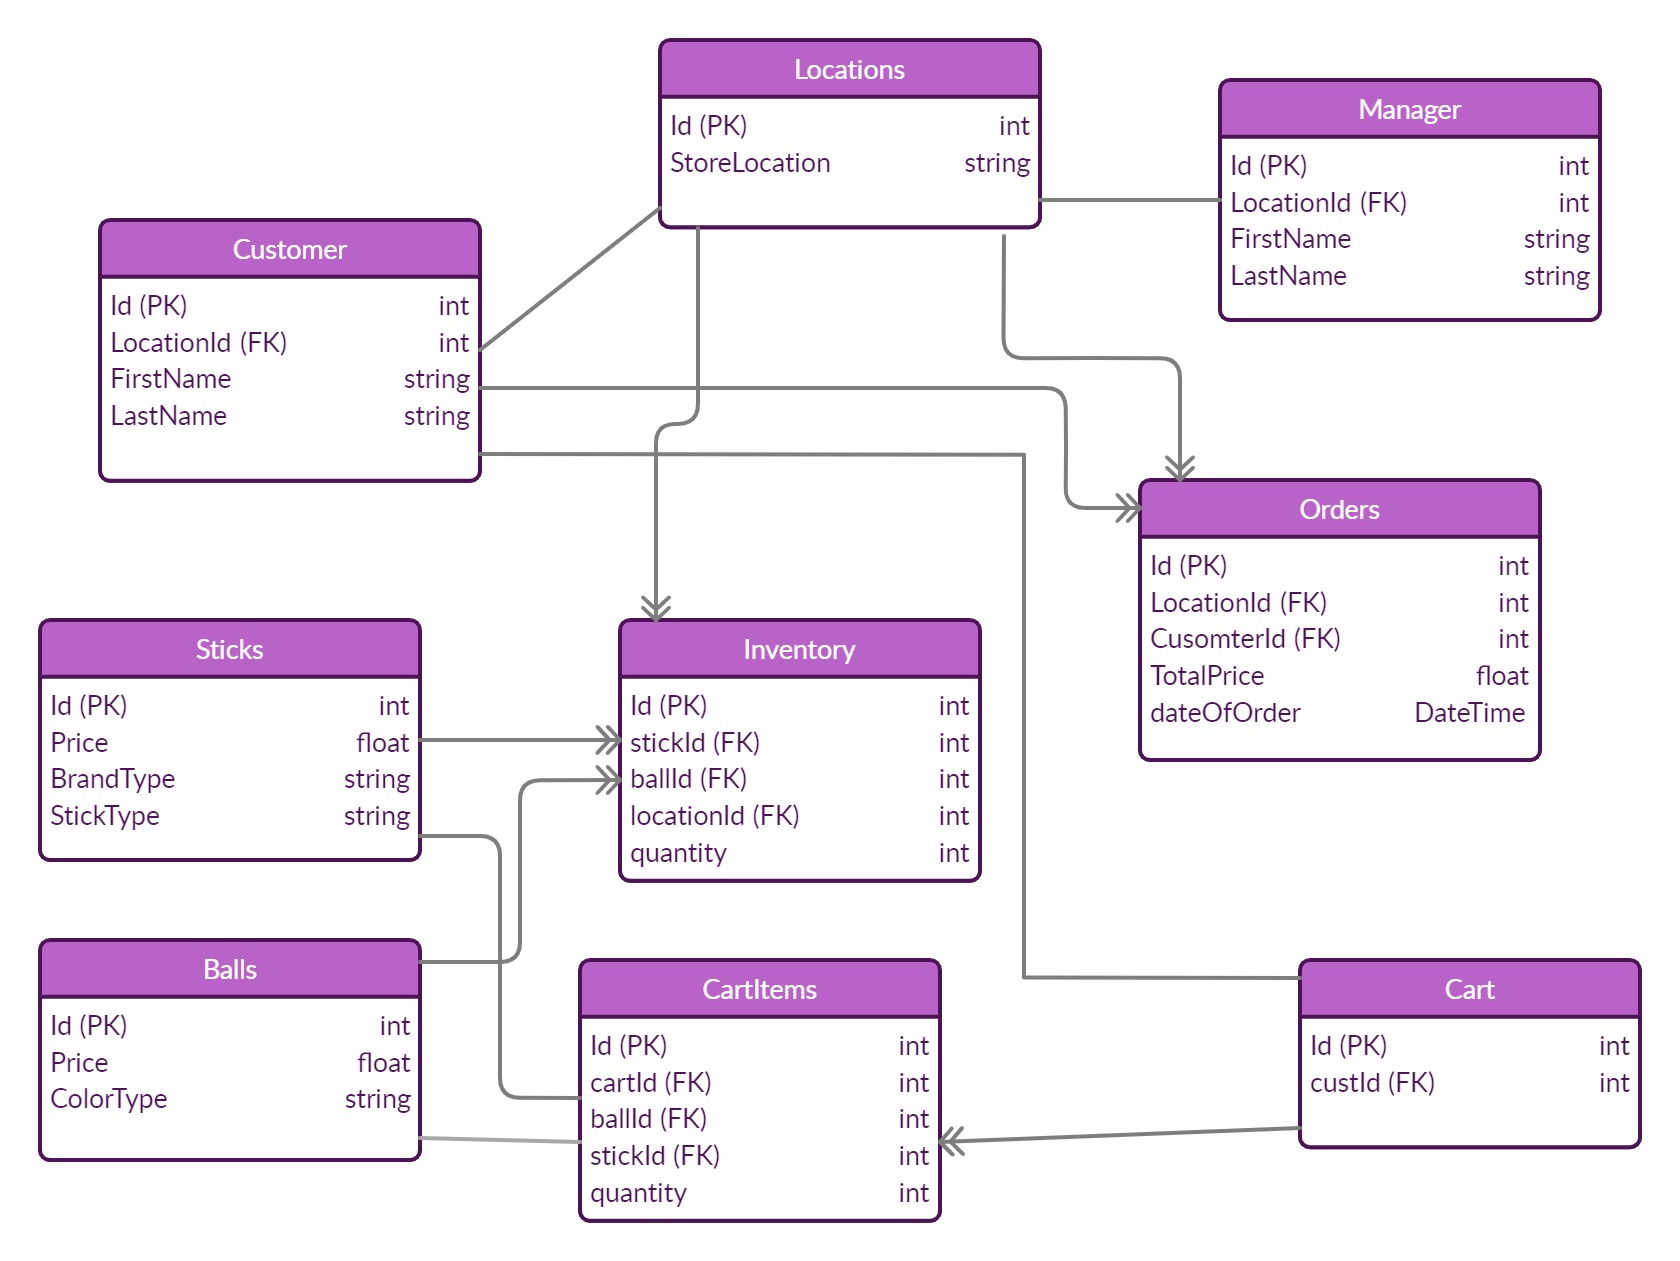 Locations
Id (PK) int
StoreLocation string
Manager
Id (PK) int
LocationId (FK) int
FirstName string
LastName string
Customer
Id (PK) int
LocationId (FK) int
FirstName string
LastName string
Orders
Id (PK) int
LocationId (FK) int
CusomterId (FK) int
TotalPrice float
dateOfOrder DateTime
Sticks
Id (PK) int
Price float
BrandType string
StickType string
Inventory
Id (PK) int
stickId (FK) int
ballId (FK) int
locationId (FK) int
quantity int
Balls
Id (PK) int
Price float
ColorType string
CartItems
Id (PK) int
cartId (FK) int
ballId (FK) int
stickId (FK) int
quantity int
Cart
Id (PK) int
custId (FK) int